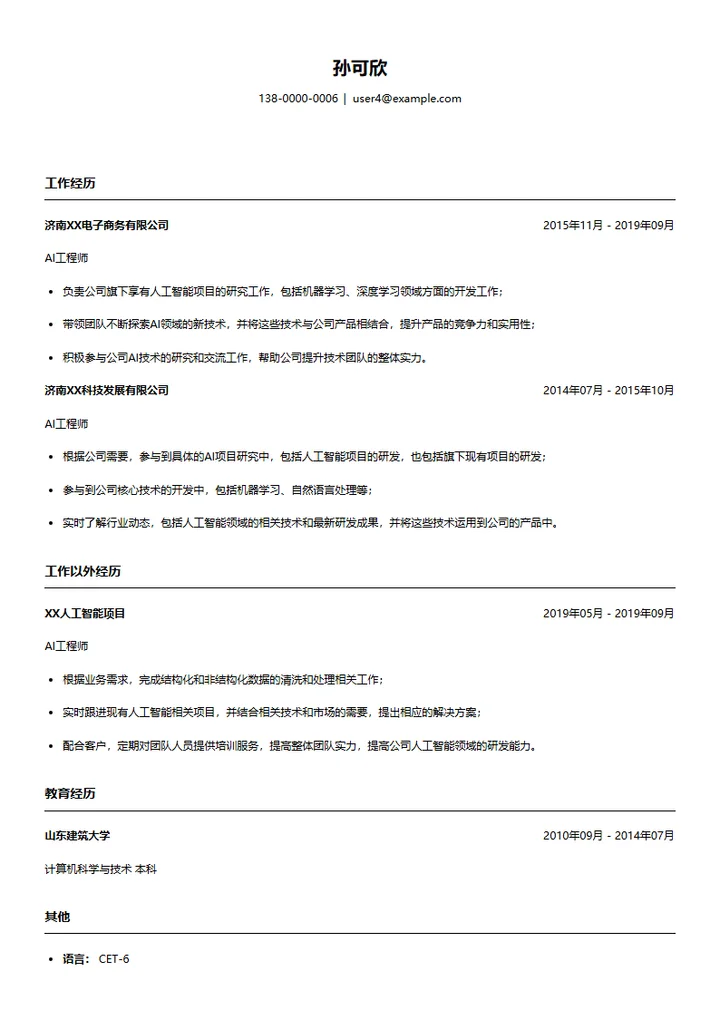 孙可欣
138-0000-0006 | user4@example.com
工作经历
济南XX电子商务有限公司 2015年11月 - 2019年09月
AI工程师
• 负责公司旗下享有人工智能项目的研究工作，包括机器学习、深度学习领域方面的开发工作；
• 带领团队不断探索AI领域的新技术，并将这些技术与公司产品相结合，提升产品的竞争力和实用性；
• 积极参与公司AI技术的研究和交流工作，帮助公司提升技术团队的整体实力。
济南XX科技发展有限公司 2014年07月 - 2015年10月
AI工程师
• 根据公司需要，参与到具体的AI项目研究中，包括人工智能项目的研发，也包括旗下现有项目的研发；
• 参与到公司核心技术的开发中，包括机器学习、自然语言处理等；
• 实时了解行业动态，包括人工智能领域的相关技术和最新研发成果，并将这些技术运用到公司的产品中。
工作以外经历
XX人工智能项目 2019年05月 - 2019年09月
AI工程师
• 根据业务需求，完成结构化和非结构化数据的清洗和处理相关工作；
• 实时跟进现有人工智能相关项目，并结合相关技术和市场的需要，提出相应的解决方案；
• 配合客户，定期对团队人员提供培训服务，提高整体团队实力，提高公司人工智能领域的研发能力。
教育经历
山东建筑大学 2010年09月 - 2014年07月
计算机科学与技术 本科
其他
• 语言： CET-6